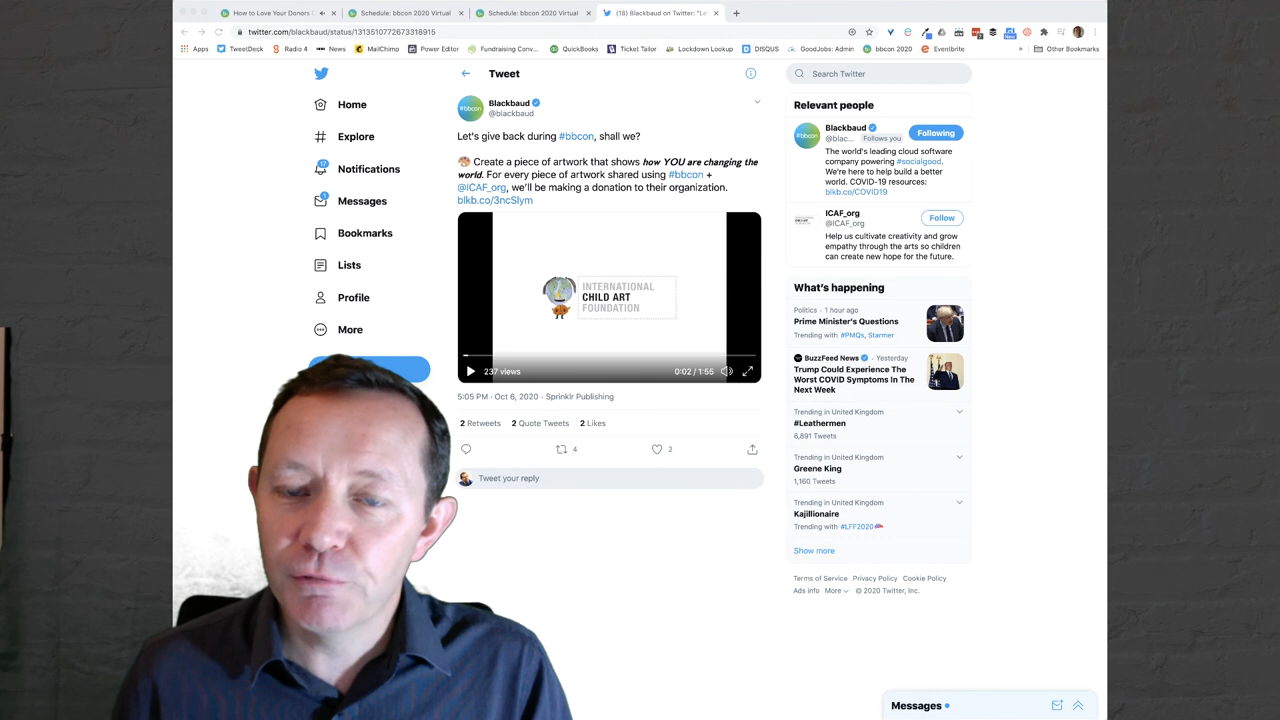 How to Love Your Donors
Schedule: bbcon 2020 Virtual
Schedule: bbcon 2020 Virtual
(18) Blackbaud on Twitter: "Le
twitter.com/blackbaud/status/1313510772673318915
Apps
TweetDeck
Radio 4
News
MailChimp
Power Editor
Fundraising Conv...
QuickBooks
Ticket Tailor
Lockdown Lookup
DISQUS
GoodJobs: Admin
bbcon 2020
Eventbrite
»
Other Bookmarks
Home
Explore
17
Notifications
Messages
Bookmarks
Lists
Profile
More
Tweet
#bbcon
Blackbaud
@blackbaud
Let's give back during #bbcon, shall we?
🎨 Create a piece of artwork that shows how YOU are changing the
world. For every piece of artwork shared using #bbcon +
@ICAF_org, we'll be making a donation to their organization.
blkb.co/3ncSlym
INTERNATIONAL
CHILD ART
FOUNDATION
237 views
0:02 / 1:55
5:05 PM · Oct 6, 2020 · Sprinklr Publishing
2 Retweets 2 Quote Tweets 2 Likes
4
2
Tweet your reply
Search Twitter
Relevant people
#bbcon
Blackbaud
Following
@blac... Follows you
The world's leading cloud software
company powering #socialgood.
We're here to help build a better
world. COVID-19 resources:
blkb.co/COVID19
ICAF_org
Follow
@ICAF_org
Help us cultivate creativity and grow
empathy through the arts so children
can create new hope for the future.
What's happening
Politics · 1 hour ago
Prime Minister's Questions
Trending with #PMQs, Starmer
BuzzFeed News · Yesterday
Trump Could Experience The
Worst COVID Symptoms In The
Next Week
Trending in United Kingdom
#Leathermen
6,891 Tweets
Trending in United Kingdom
Greene King
1,160 Tweets
Trending in United Kingdom
Kajillionaire
Trending with #LFF2020
Show more
Terms of Service Privacy Policy Cookie Policy
Ads info More © 2020 Twitter, Inc.
Messages